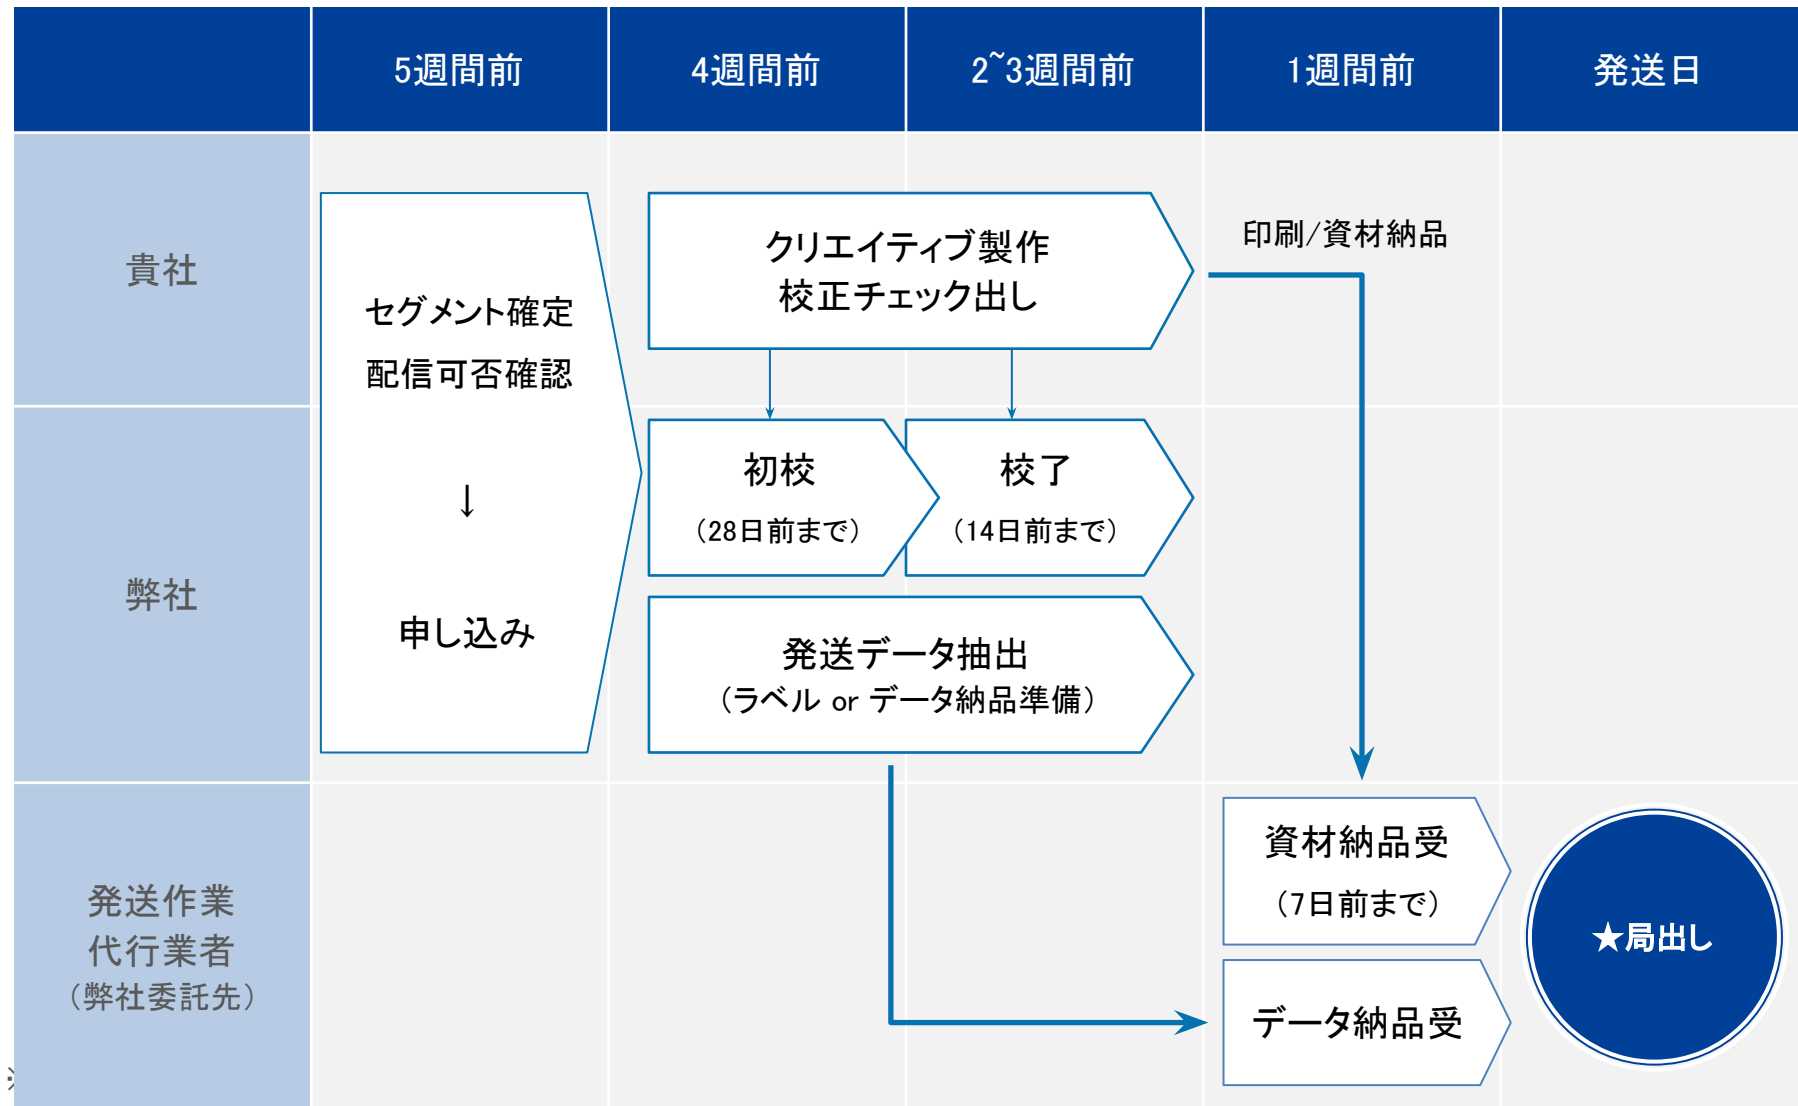 5週間前
4週間前
2~3週間前
1週間前
発送日
貴社
セグメント確定
配信可否確認
↓
申し込み
クリエイティブ製作
校正チェック出し
印刷/資材納品
弊社
初校
（28日前まで）
校了
（14日前まで）
発送データ抽出
（ラベル or データ納品準備）
発送作業
代行業者
（弊社委託先）
資材納品受
（7日前まで）
データ納品受
★局出し
※